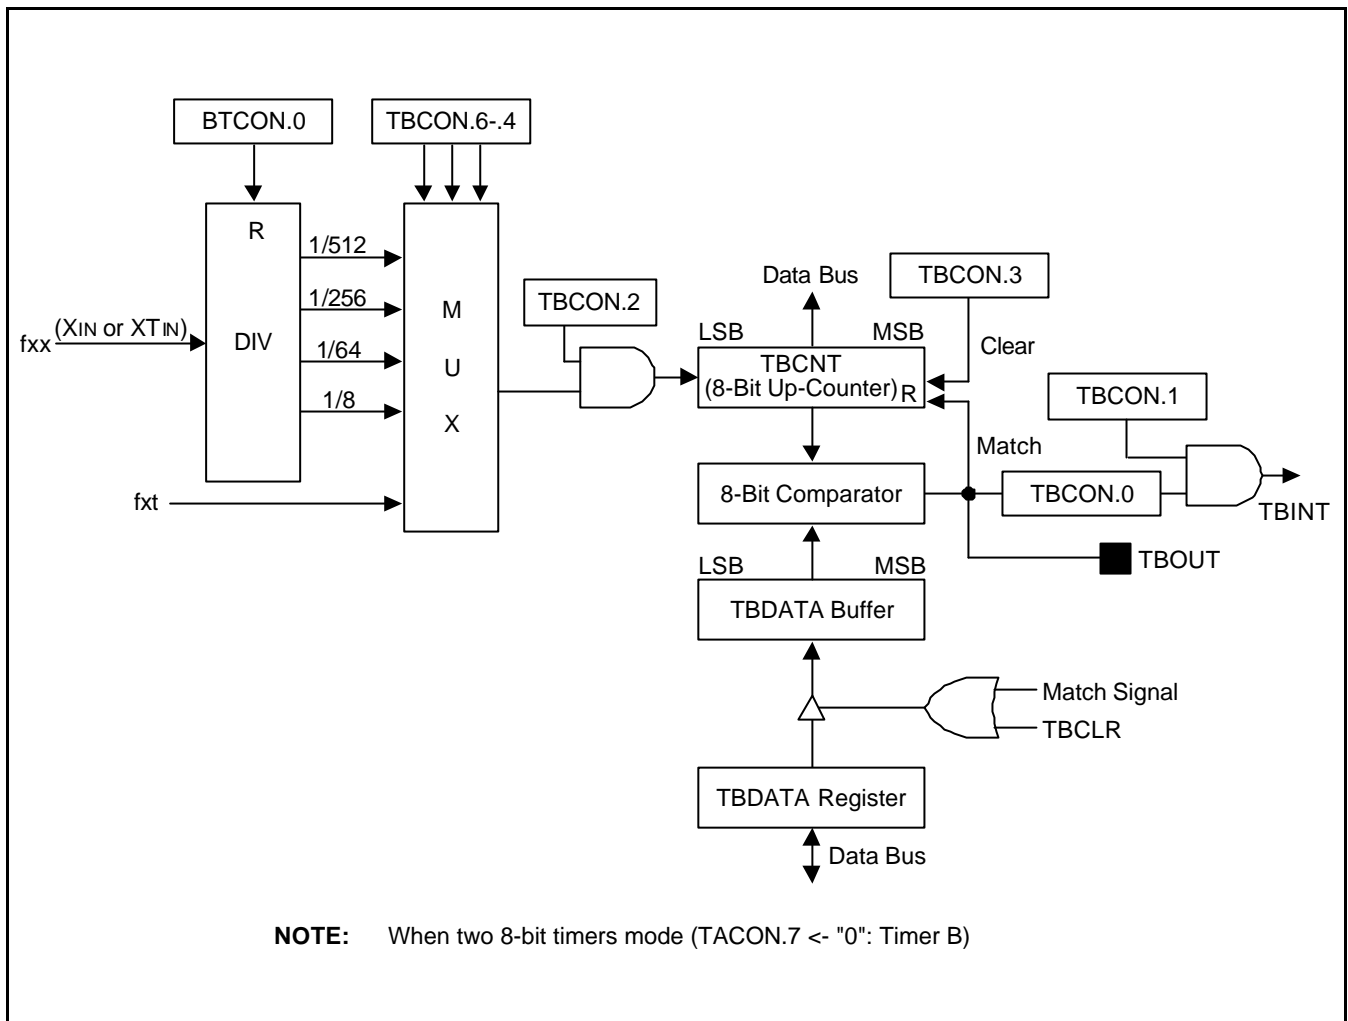 BTCON.0
TBCON.6-.4
R
1/512
1/256
1/64
1/8
DIV
fxx
(XIN or XTIN)
fxt
M
U
X
TBCON.2
Data Bus
TBCON.3
LSB
MSB
TBCNT
(8-Bit Up-Counter)
R
Clear
Match
TBCON.1
8-Bit Comparator
TBCON.0
TBINT
TBOUT
LSB
MSB
TBDATA Buffer
Match Signal
TBCLR
TBDATA Register
Data Bus
NOTE: When two 8-bit timers mode (TACON.7 <- "0": Timer B)